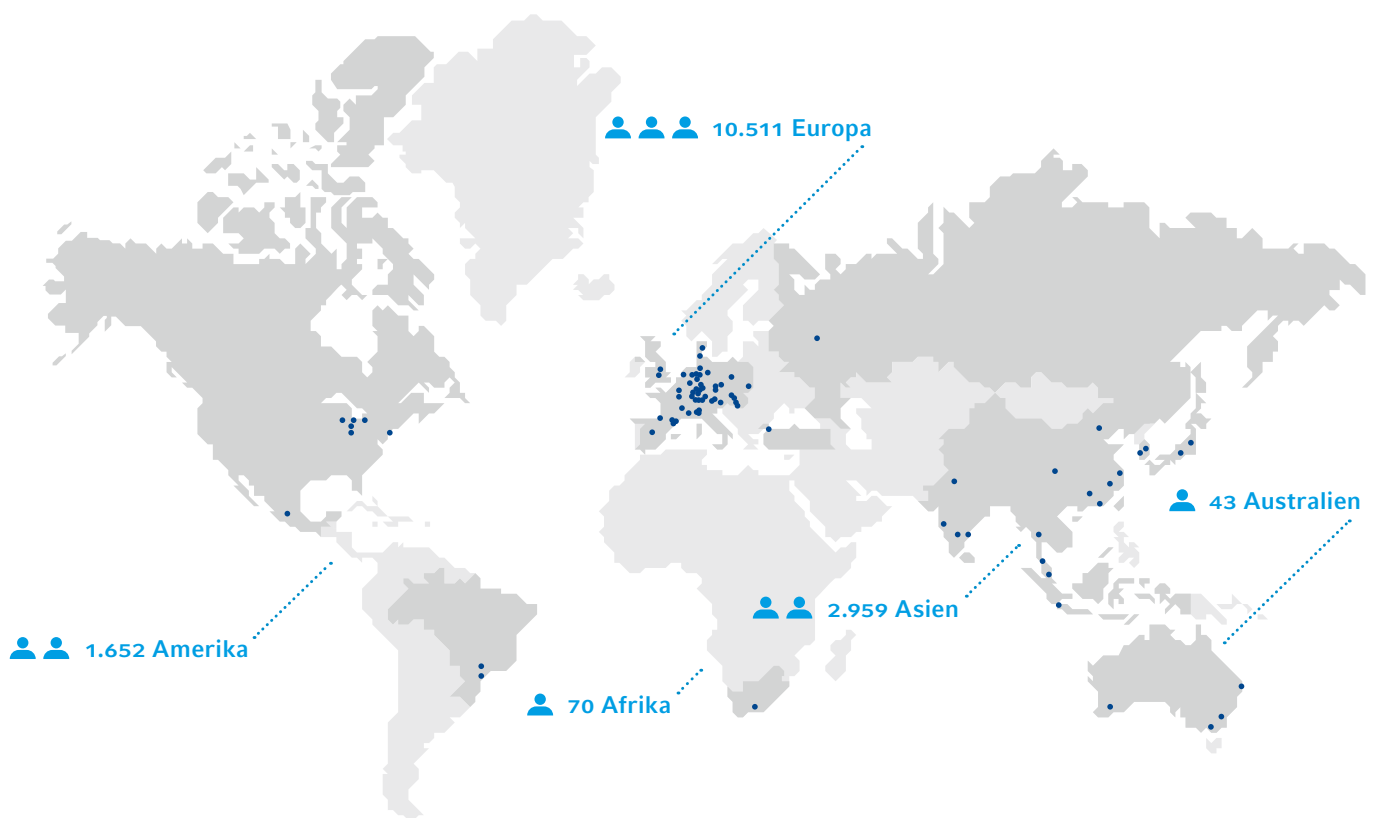 10.511 Europa
43 Australien
2.959 Asien
1.652 Amerika
70 Afrika